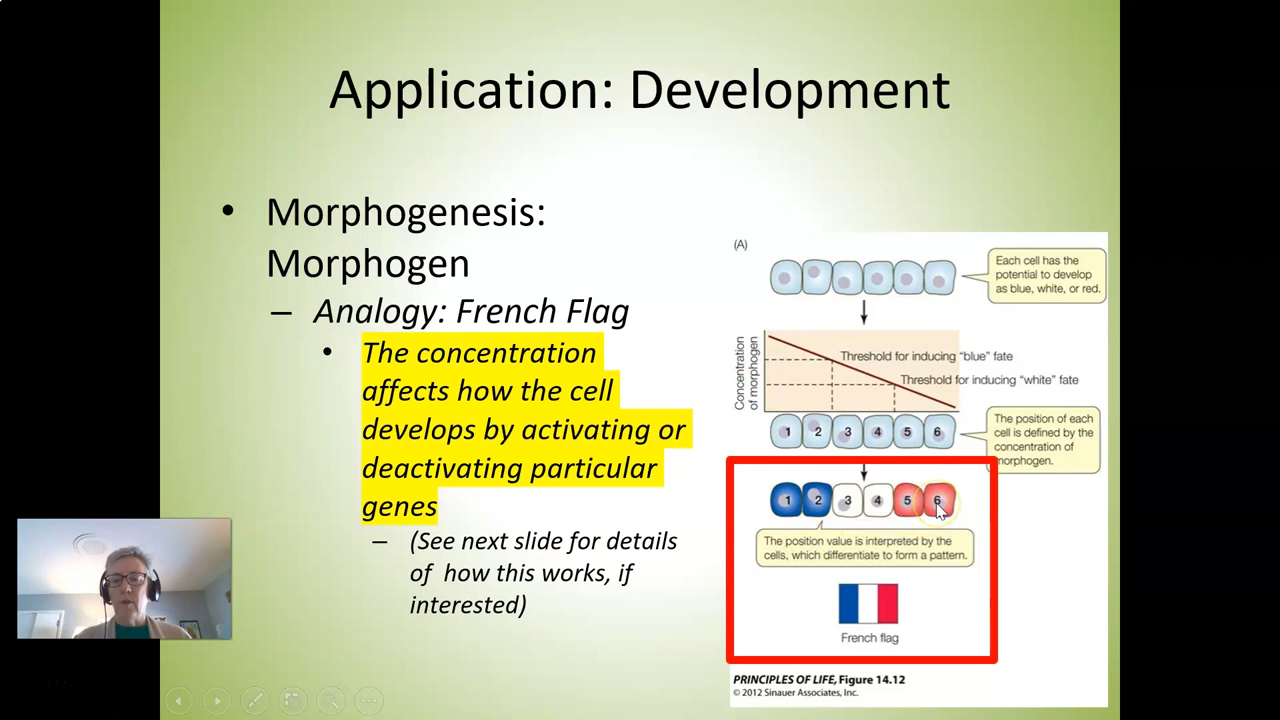 Application: Development
• Morphogenesis:
Morphogen
– Analogy: French Flag
• The concentration
affects how the cell
develops by activating or
deactivating particular
genes
– (See next slide for details
of how this works, if
interested)
(A)
Each cell has the
potential to develop
as blue, white, or red.
Concentration
of morphogen
Threshold for inducing “blue” fate
Threshold for inducing “white” fate
1 2 3 4 5 6
The position of each
cell is defined by the
concentration of
morphogen.
1 2 3 4 5 6
The position value is interpreted by the
cells, which differentiate to form a pattern.
French flag
PRINCIPLES OF LIFE, Figure 14.12
© 2012 Sinauer Associates, Inc.